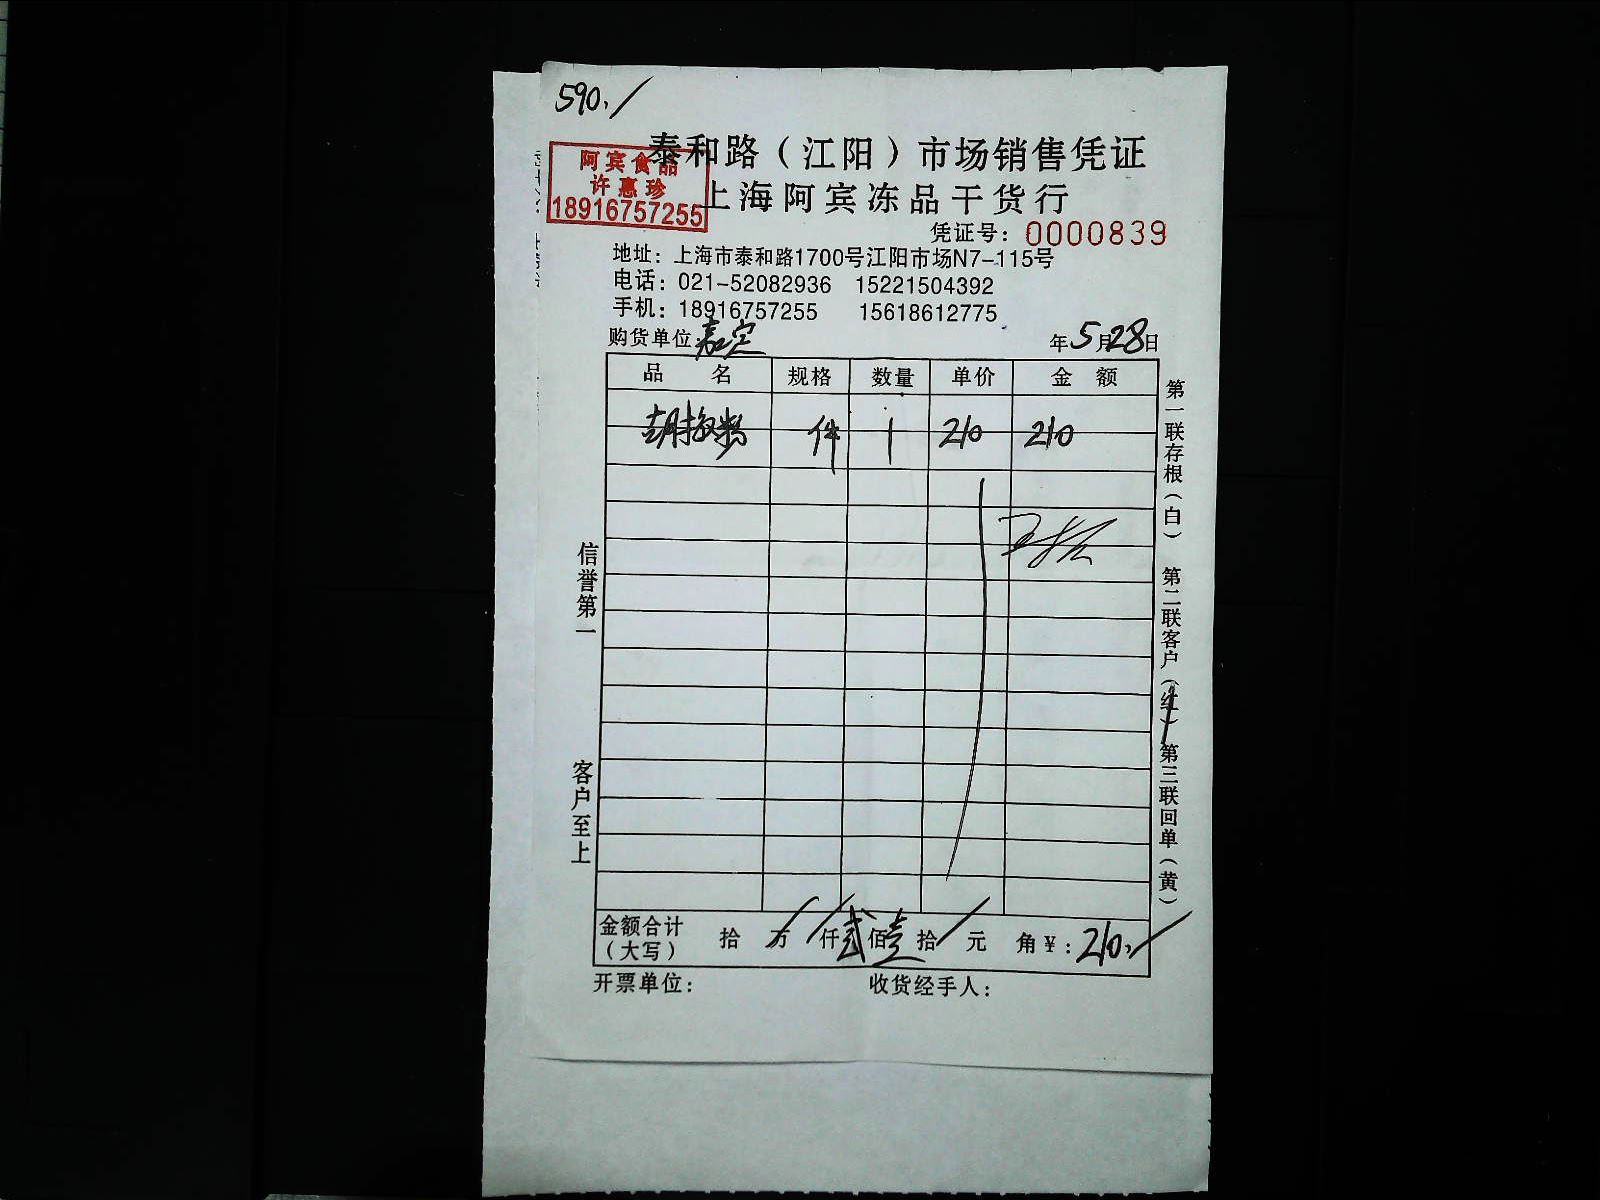 590./
泰和路（江阳）市场销售凭证
阿宾食品
许惠珍
18916757255
上海阿宾冻品干货行
凭证号：0000839
地址：上海市泰和路1700号江阳市场N7-115号
电话：021-52082936 15221504392
手机：18916757255 15618612775
购货单位：嘉定 年5月28日
品 名 规格 数量 单价 金 额
胡椒粉 件 1 210 210
信誉第一 客户至上
第一联存根（白） 第二联客户（红） 第三联回单（黄）
金额合计（大写） 拾 万 仟 贰佰 壹拾 元 角 ¥：210./
开票单位： 收货经手人：